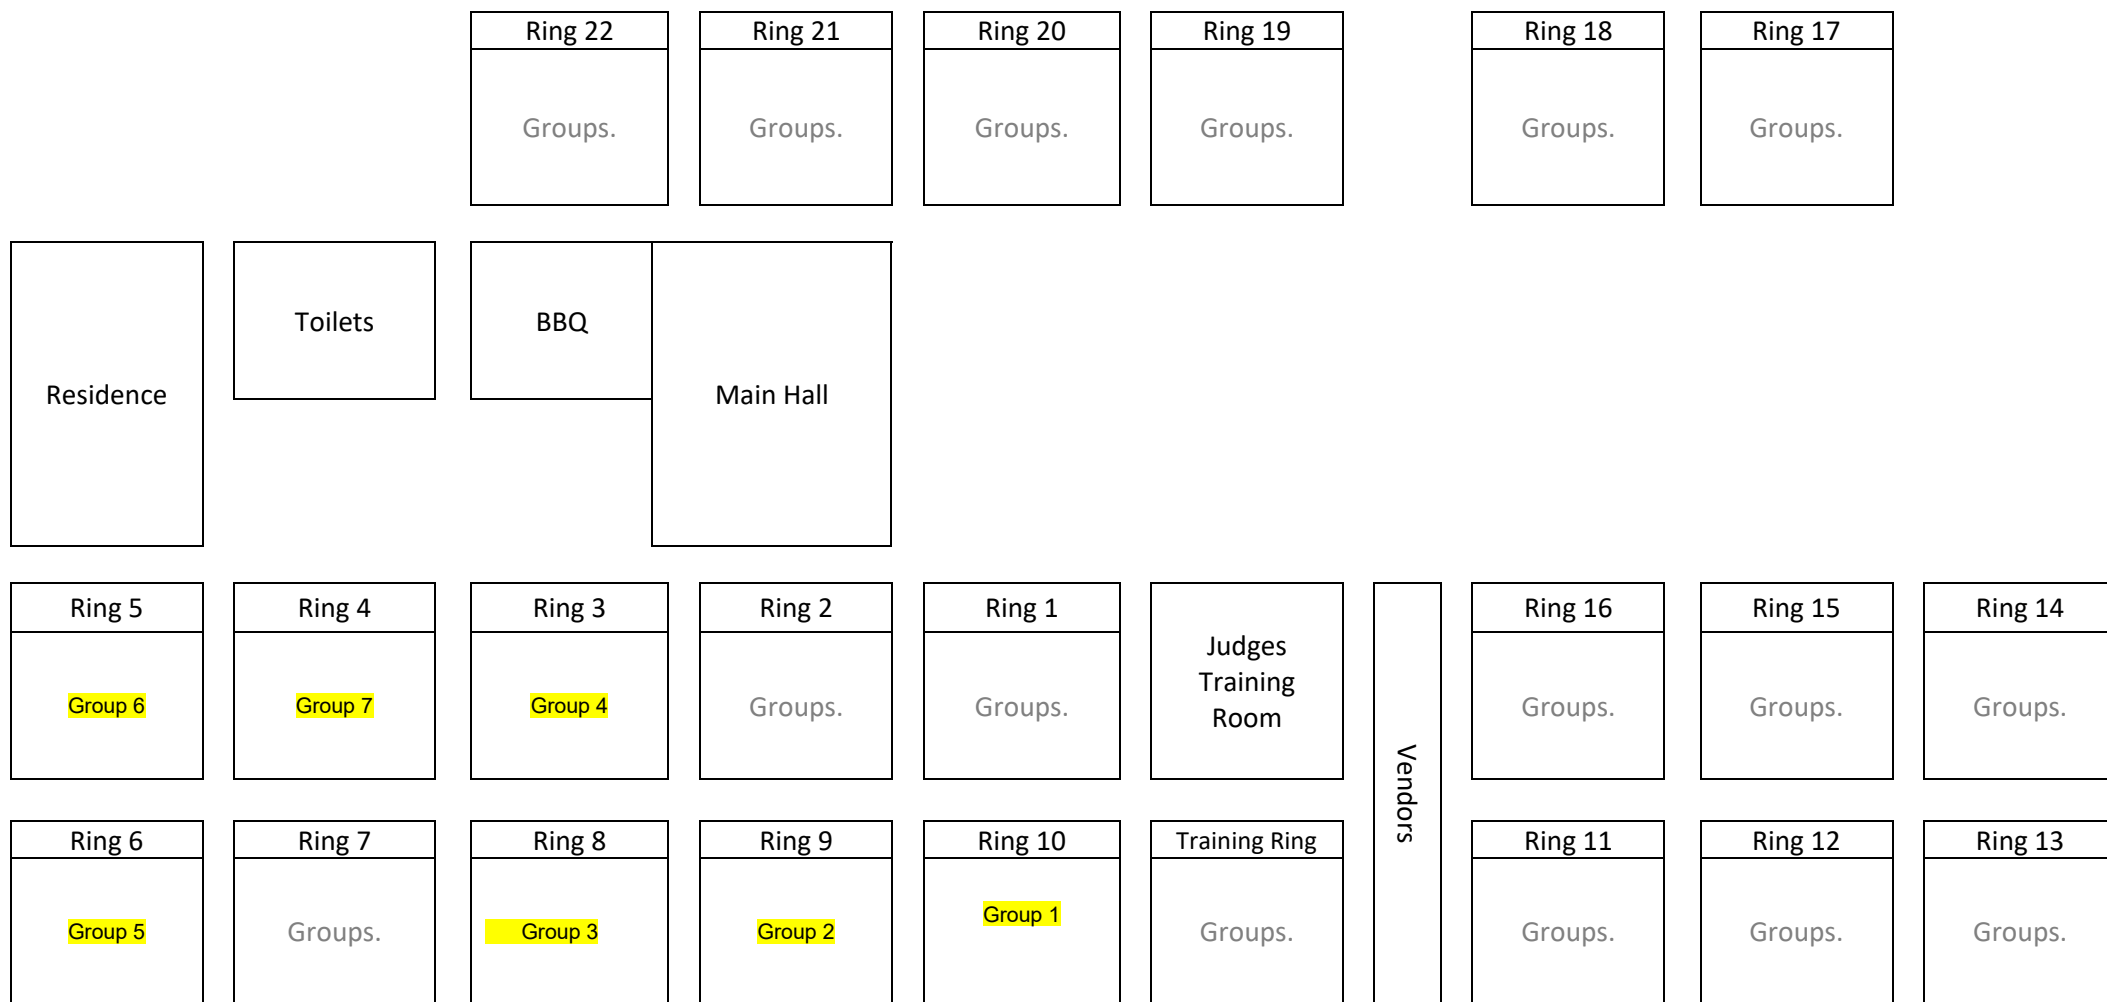 Ring 22
Ring 21
Ring 20
Ring 19
Ring 18
Ring 17
Groups.
Groups.
Groups.
Groups.
Groups.
Groups.
Residence
Toilets
BBQ
Main Hall
Ring 5
Ring 4
Ring 3
Ring 2
Ring 1
Judges
Training
Room
Vendors
Ring 16
Ring 15
Ring 14
Group 6
Group 7
Group 4
Groups.
Groups.
Groups.
Groups.
Groups.
Ring 6
Ring 7
Ring 8
Ring 9
Ring 10
Training Ring
Ring 11
Ring 12
Ring 13
Group 5
Groups.
Group 3
Group 2
Group 1
Groups.
Groups.
Groups.
Groups.